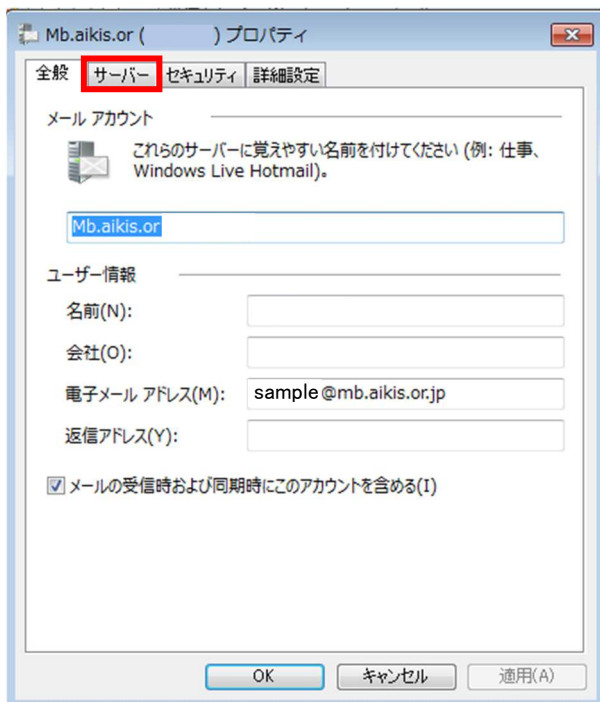 Mb.aikis.or ( ) プロパティ
全般 サーバー セキュリティ 詳細設定
メール アカウント
これらのサーバーに覚えやすい名前を付けてください (例: 仕事、
Windows Live Hotmail)。
Mb.aikis.or
ユーザー情報
名前(N):
会社(O):
電子メール アドレス(M): sample@mb.aikis.or.jp
返信アドレス(Y):
メールの受信時および同期時にこのアカウントを含める(I)
OK キャンセル 適用(A)